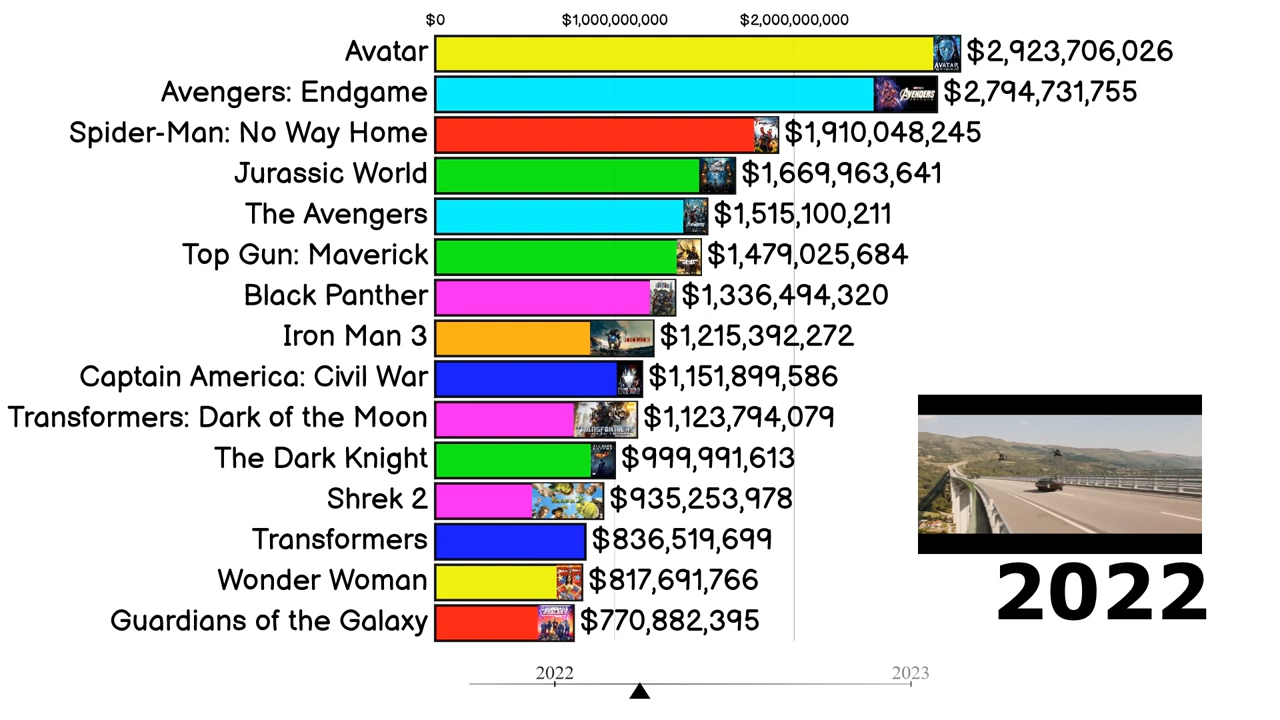 $0 $1,000,000,000 $2,000,000,000
Avatar $2,923,706,026
Avengers: Endgame AVENGERS $2,794,731,755
Spider-Man: No Way Home $1,910,048,245
Jurassic World $1,669,963,641
The Avengers $1,515,100,211
Top Gun: Maverick $1,479,025,684
Black Panther $1,336,494,320
Iron Man 3 $1,215,392,272
Captain America: Civil War $1,151,899,586
Transformers: Dark of the Moon $1,123,794,079
The Dark Knight $999,991,613
Shrek 2 $935,253,978
Transformers $836,519,699
Wonder Woman $817,691,766
Guardians of the Galaxy $770,882,395
2022
2022 2023